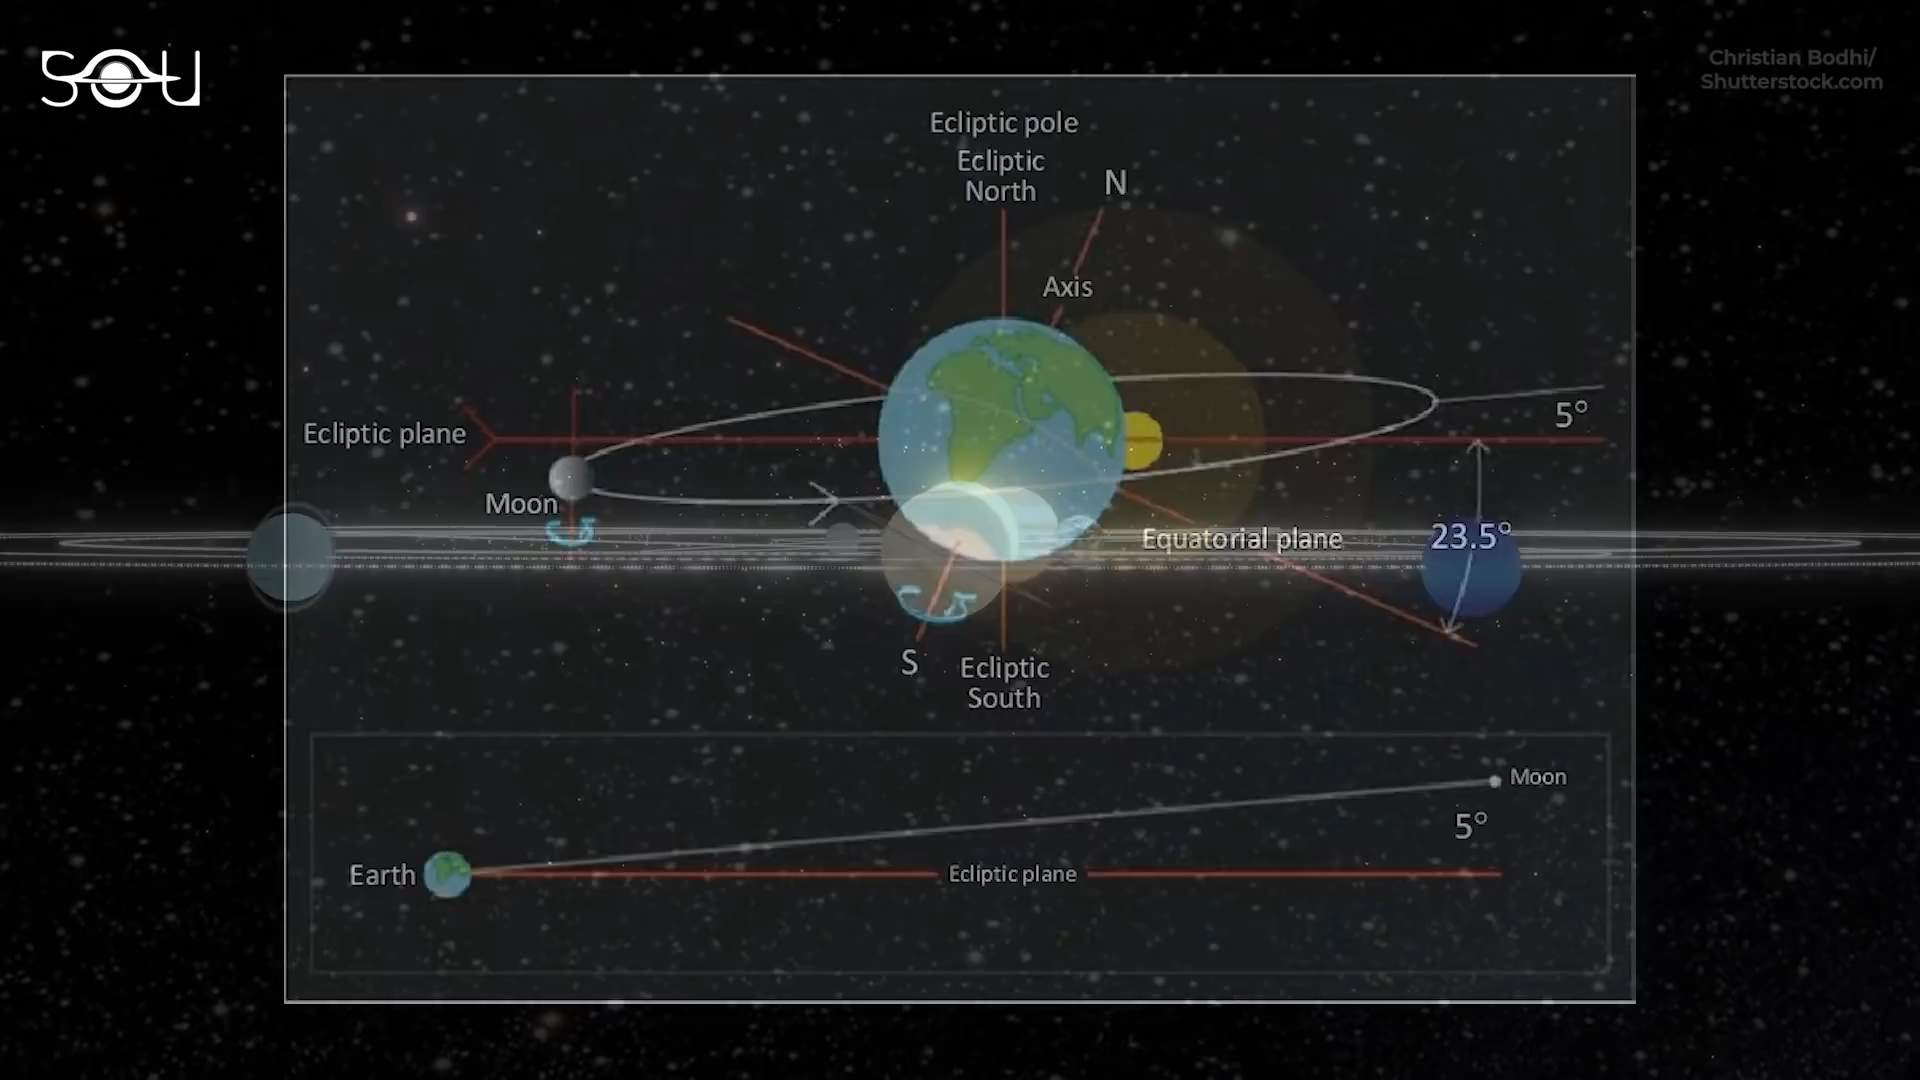 SOU
Christian Bodhi/
Shutterstock.com
Ecliptic pole
Ecliptic
North
N
Axis
Ecliptic plane
5°
Moon
Equatorial plane
23.5°
S
Ecliptic
South
Moon
5°
Earth
Ecliptic plane